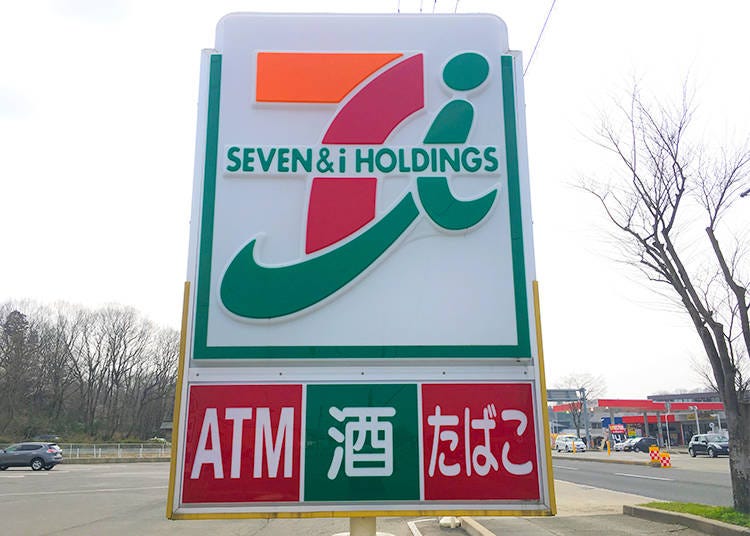 SEVEN & i HOLDINGS
ATM 酒 たばこ